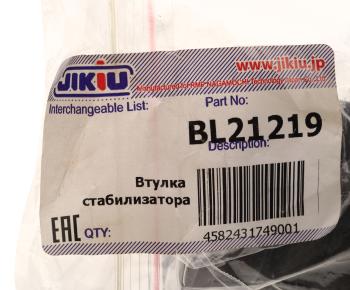 JIKIU
www.jikiu.jp
Interchangeable List:
Part No:
BL21219
Description:
Втулка
стабилизатора
EAC
QTY:
4582431749001